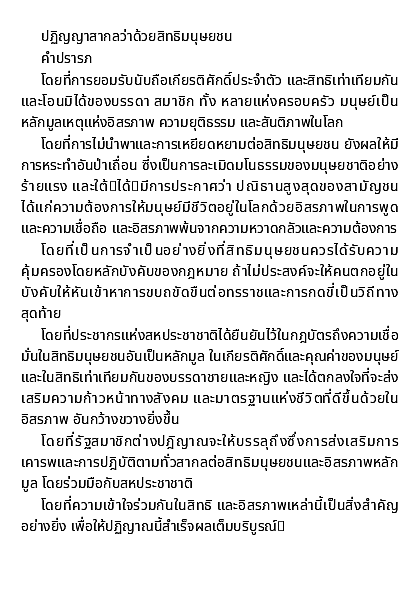 ปฏิญญาสากลว่าด้วยสิทธิมนุษยชน
คำปรารภ
โดยที่การยอมรับนับถือเกียรติศักดิ์ประจำตัว และสิทธิเท่าเทียมกัน
และโอนมิได้ของบรรดา สมาชิก ทั้ง หลายแห่งครอบครัว มนุษย์เป็น
หลักมูลเหตุแห่งอิสรภาพ ความยุติธรรม และสันติภาพในโลก
โดยที่การไม่นำพาและการเหยียดหยามต่อสิทธิมนุษยชน ยังผลให้มี
การหระทำอันป่าเถื่อน ซึ่งเป็นการละเมิดมโนธรรมของมนุษยชาติอย่าง
ร้ายแรง และใต้ได้มีการประกาศว่า ปณิธานสูงสุดของสามัญชน
ได้แก่ความต้องการให้มนุษย์มีชีวิตอยู่ในโลกด้วยอิสรภาพในการพูด
และความเชื่อถือ และอิสรภาพพ้นจากความหวาดกลัวและความต้องการ
โดยที่เป็นการจำเป็นอย่างยิ่งที่สิทธิมนุษยชนควรได้รับความ
คุ้มครองโดยหลักบังคับของกฎหมาย ถ้าไม่ประสงค์จะให้คนตกอยู่ใน
บังคับให้หันเข้าหาการขบถขัดขืนต่อทรราชและการกดขี่เป็นวิถีทาง
สุดท้าย
โดยที่ประชากรแห่งสหประชาชาติได้ยืนยันไว้ในกฎบัตรถึงความเชื่อ
มั่นในสิทธิมนุษยชนอันเป็นหลักมูล ในเกียรติศักดิ์และคุณค่าของมนุษย์
และในสิทธิเท่าเทียมกันของบรรดาชายและหญิง และได้ตกลงใจที่จะส่ง
เสริมความก้าวหน้าทางสังคม และมาตรฐานแห่งชีวิตที่ดีขึ้นด้วยใน
อิสรภาพ อันกว้างขวางยิ่งขึ้น
โดยที่รัฐสมาชิกต่างปฎิญาณจะให้บรรลุถึงซึ่งการส่งเสริมการ
เคารพและการปฎิบัติตามทั่วสากลต่อสิทธิมนุษยชนและอิสรภาพหลัก
มูล โดยร่วมมือกับสหประชาชาติ
โดยที่ความเข้าใจร่วมกันในสิทธิ และอิสรภาพเหล่านี้เป็นสิ่งสำคัญ
อย่างยิ่ง เพื่อให้ปฏิญาณนี้สำเร็จผลเต็มบริบูรณ์